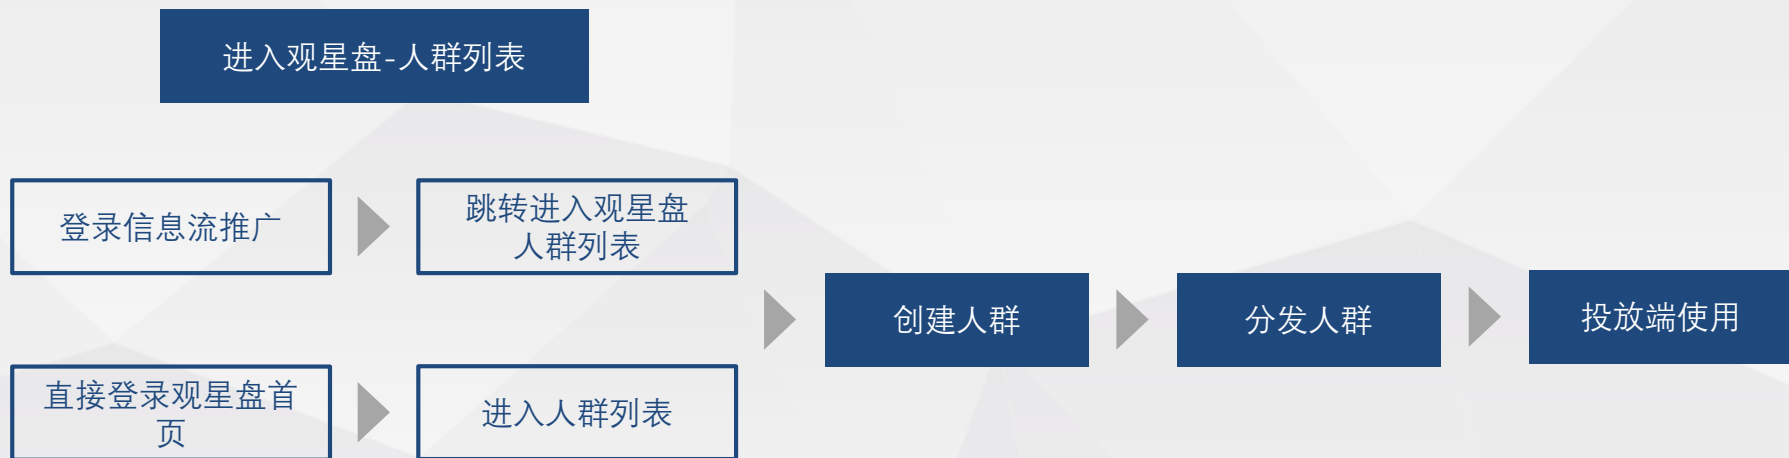 进入观星盘-人群列表
登录信息流推广
跳转进入观星盘
人群列表
直接登录观星盘首
页
进入人群列表
创建人群
分发人群
投放端使用